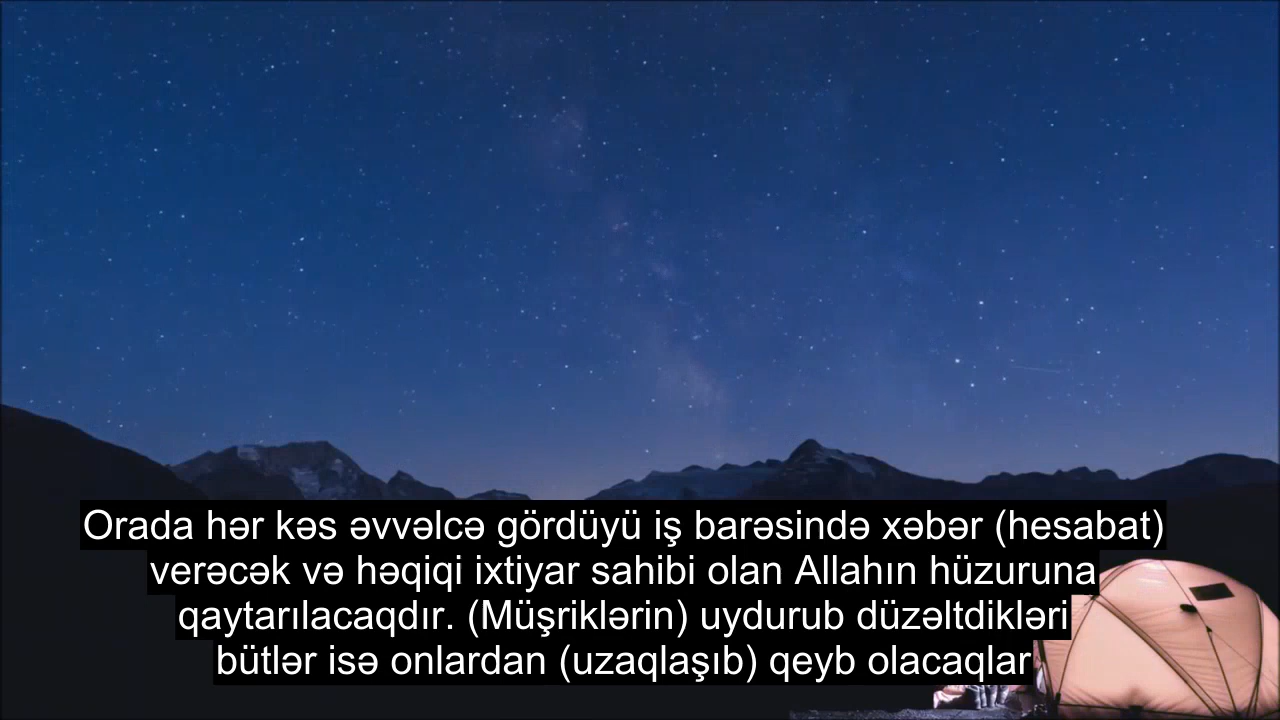 Orada hər kəs əvvəlcə gördüyü iş barəsində xəbər (hesabat)
verəcək və həqiqi ixtiyar sahibi olan Allahın hüzuruna
qaytarılacaqdır. (Müşriklərin) uydurub düzəltdikləri
bütlər isə onlardan (uzaqlaşıb) qeyb olacaqlar